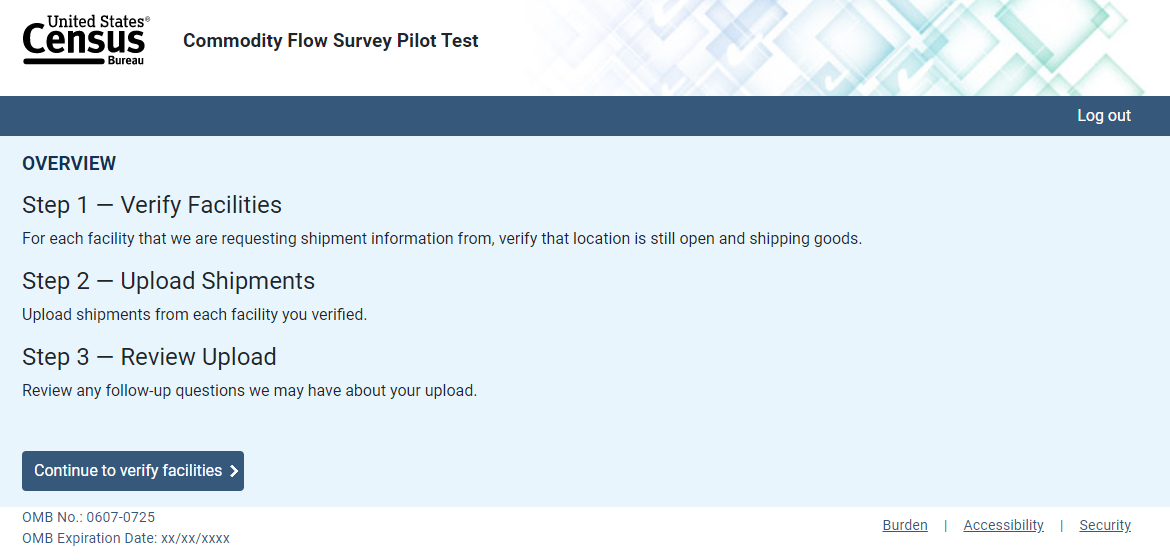 United States®
Census
Bureau
Commodity Flow Survey Pilot Test
Log out
OVERVIEW
Step 1 — Verify Facilities
For each facility that we are requesting shipment information from, verify that location is still open and shipping goods.
Step 2 — Upload Shipments
Upload shipments from each facility you verified.
Step 3 — Review Upload
Review any follow-up questions we may have about your upload.
Continue to verify facilities
OMB No.: 0607-0725
OMB Expiration Date: xx/xx/xxxx
Burden | Accessibility | Security